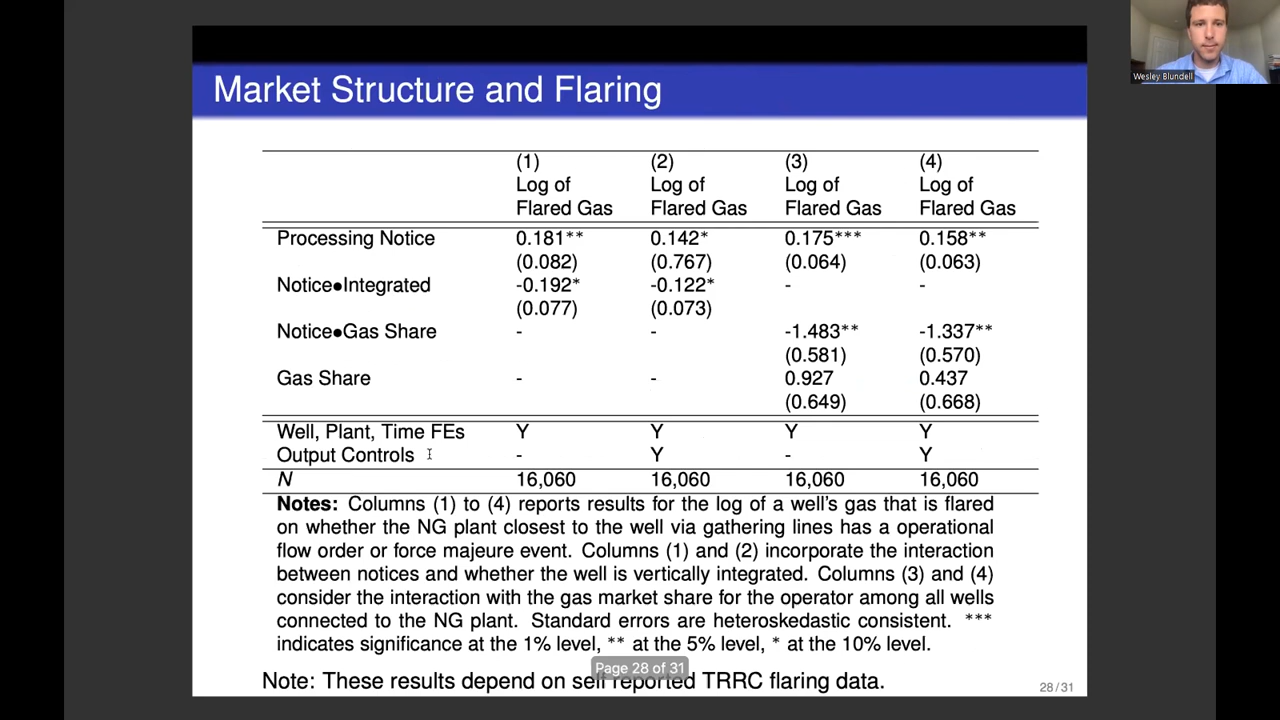 Market Structure and Flaring
Wesley Blundell
(1) (2) (3) (4)
Log of Log of Log of Log of
Flared Gas Flared Gas Flared Gas Flared Gas
Processing Notice 0.181** 0.142* 0.175*** 0.158**
(0.082) (0.767) (0.064) (0.063)
Notice●Integrated -0.192* -0.122* - -
(0.077) (0.073)
Notice●Gas Share - - -1.483** -1.337**
(0.581) (0.570)
Gas Share - - 0.927 0.437
(0.649) (0.668)
Well, Plant, Time FEs Y Y Y Y
Output Controls - Y - Y
N 16,060 16,060 16,060 16,060
Notes: Columns (1) to (4) reports results for the log of a well's gas that is flared
on whether the NG plant closest to the well via gathering lines has a operational
flow order or force majeure event. Columns (1) and (2) incorporate the interaction
between notices and whether the well is vertically integrated. Columns (3) and (4)
consider the interaction with the gas market share for the operator among all wells
connected to the NG plant. Standard errors are heteroskedastic consistent. ***
indicates significance at the 1% level, ** at the 5% level, * at the 10% level.
Page 28 of 31
Note: These results depend on self reported TRRC flaring data.
28/31